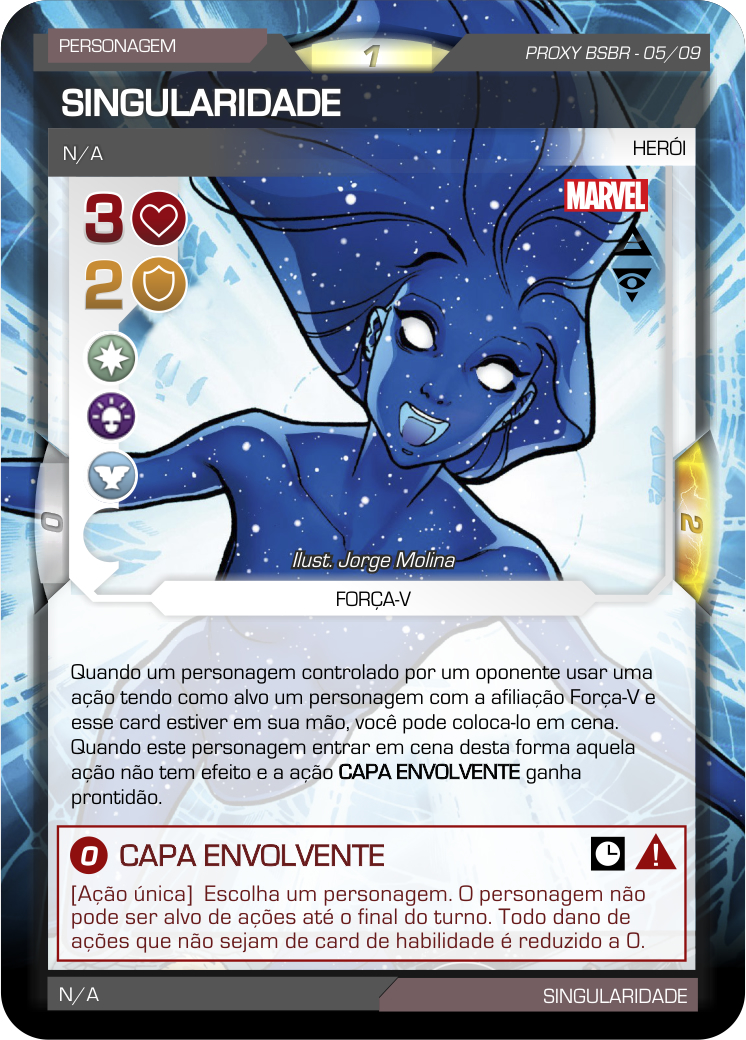 PERSONAGEM
1
PROXY BSBR - 05/09
SINGULARIDADE
N/A
HERÓI
3
MARVEL
2
0
2
Ilust. Jorge Molina
FORÇA-V
Quando um personagem controlado por um oponente usar uma
ação tendo como alvo um personagem com a afiliação Força-V e
esse card estiver em sua mão, você pode coloca-lo em cena.
Quando este personagem entrar em cena desta forma aquela
ação não tem efeito e a ação CAPA ENVOLVENTE ganha
prontidão.
0 CAPA ENVOLVENTE
!
[Ação única] Escolha um personagem. O personagem não
pode ser alvo de ações até o final do turno. Todo dano de
ações que não sejam de card de habilidade é reduzido a 0.
N/A
SINGULARIDADE